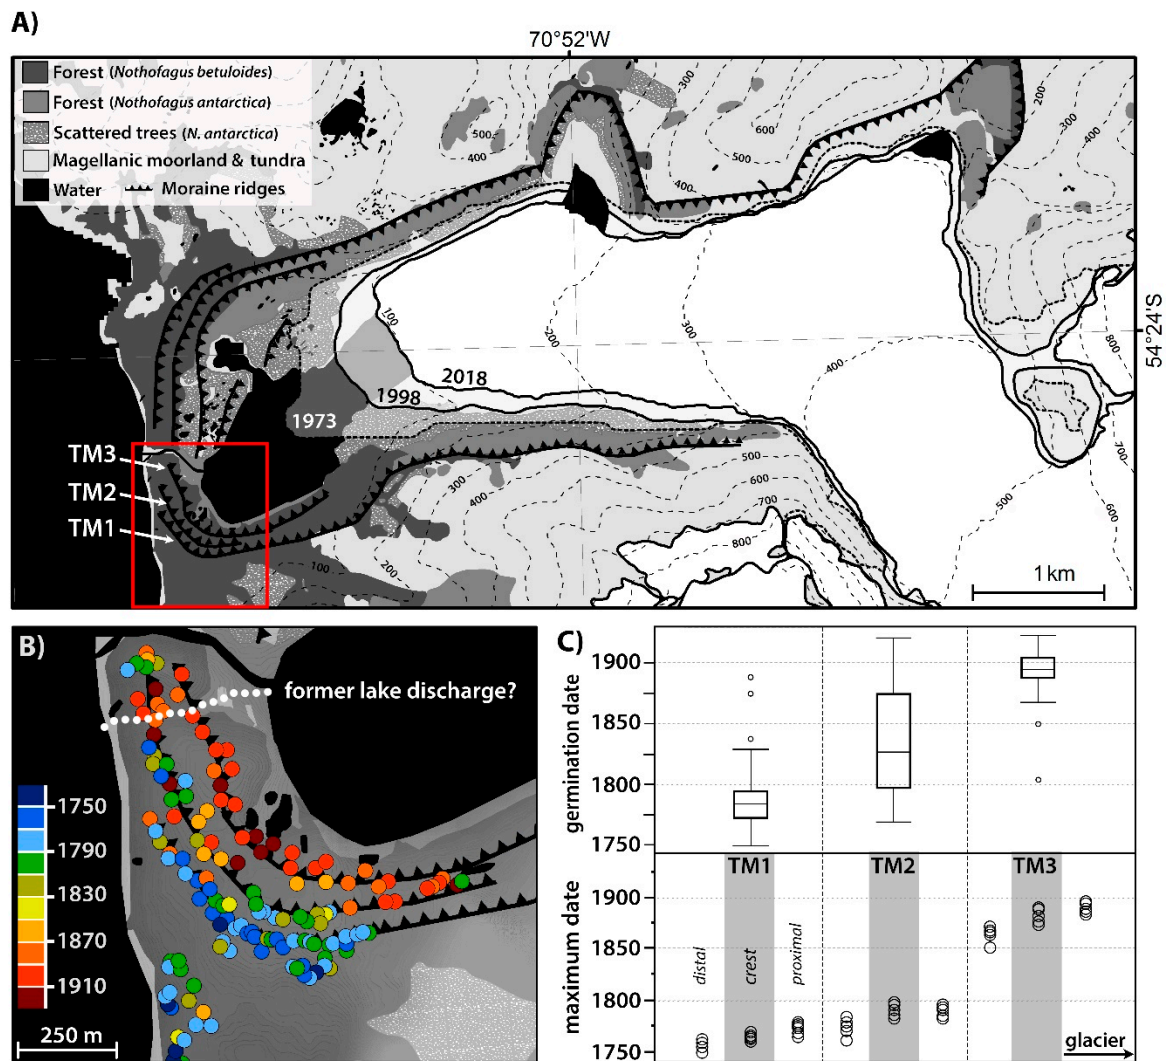 A)
70°52'W
Forest (Nothofagus betuloides)
Forest (Nothofagus antarctica)
Scattered trees (N. antarctica)
Magellanic moorland & tundra
Water Moraine ridges
300
200
500
400
600
500
300
400
400
400
54°24'S
100
200
300
400
800
2018
1998
1973
700
500
600
TM3
TM2
TM1
300
400
500
600
700
800
100
200
1 km
B)
former lake discharge?
1750
1790
1830
1870
1910
250 m
C)
germination date
1900
1850
1800
1750
TM1 TM2 TM3
maximum date
1900
1850
1800
1750
distal
crest
proximal
glacier